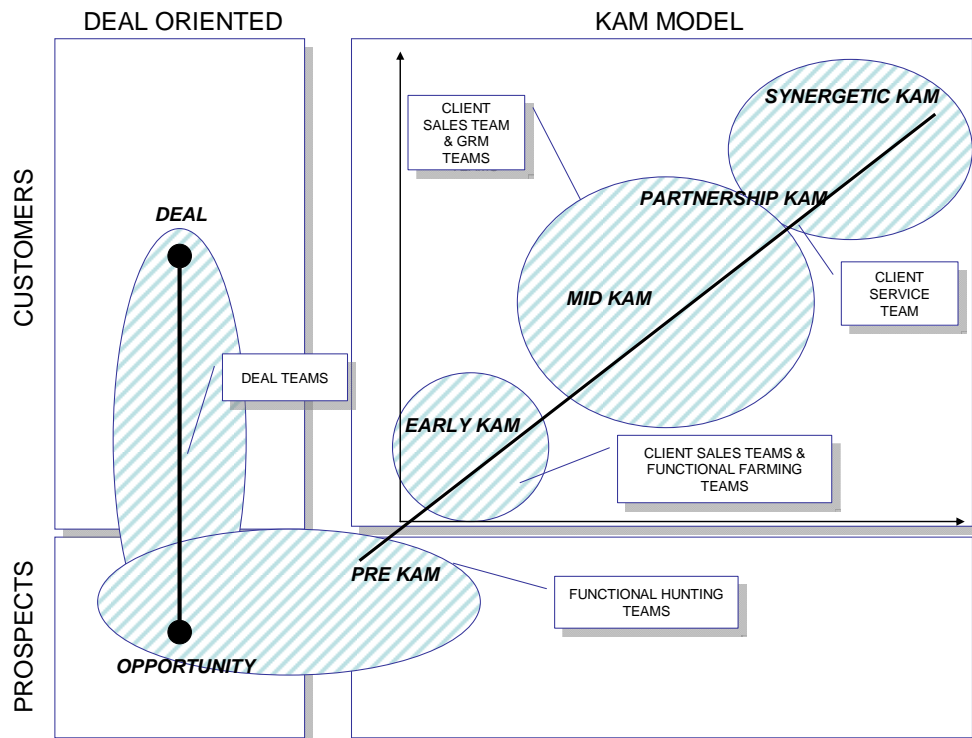 DEAL ORIENTED
KAM MODEL
CUSTOMERS
PROSPECTS
SYNERGETIC KAM
CLIENT
SALES TEAM
& GRM
TEAMS
PARTNERSHIP KAM
DEAL
CLIENT
SERVICE
TEAM
MID KAM
DEAL TEAMS
EARLY KAM
CLIENT SALES TEAMS &
FUNCTIONAL FARMING
TEAMS
PRE KAM
FUNCTIONAL HUNTING
TEAMS
OPPORTUNITY